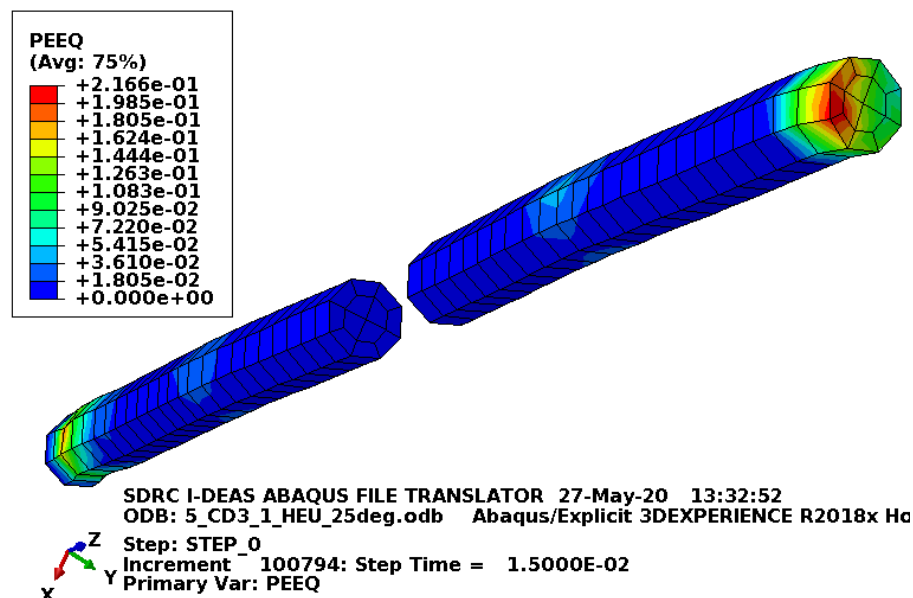 PEEQ
(Avg: 75%)
+2.166e-01
+1.985e-01
+1.805e-01
+1.624e-01
+1.444e-01
+1.263e-01
+1.083e-01
+9.025e-02
+7.220e-02
+5.415e-02
+3.610e-02
+1.805e-02
+0.000e+00
SDRC I-DEAS ABAQUS FILE TRANSLATOR 27-May-20 13:32:52
ODB: 5_CD3_1_HEU_25deg.odb Abaqus/Explicit 3DEXPERIENCE R2018x Ho
Step: STEP_0
Increment 100794: Step Time = 1.5000E-02
Primary Var: PEEQ
Z
Y
X